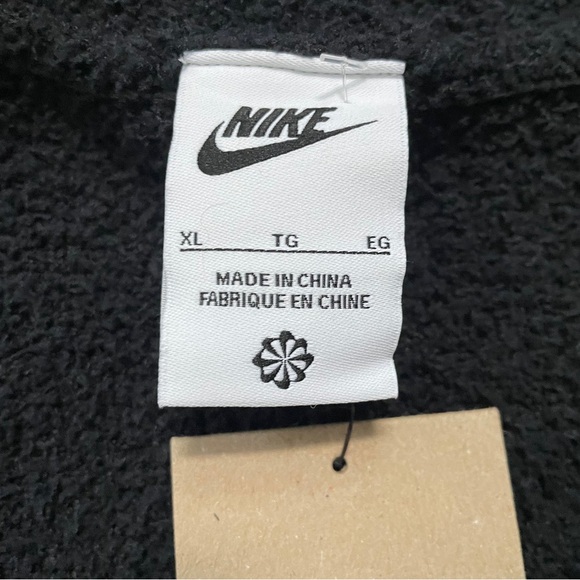 NIKE
XL TG EG
MADE IN CHINA
FABRIQUE EN CHINE